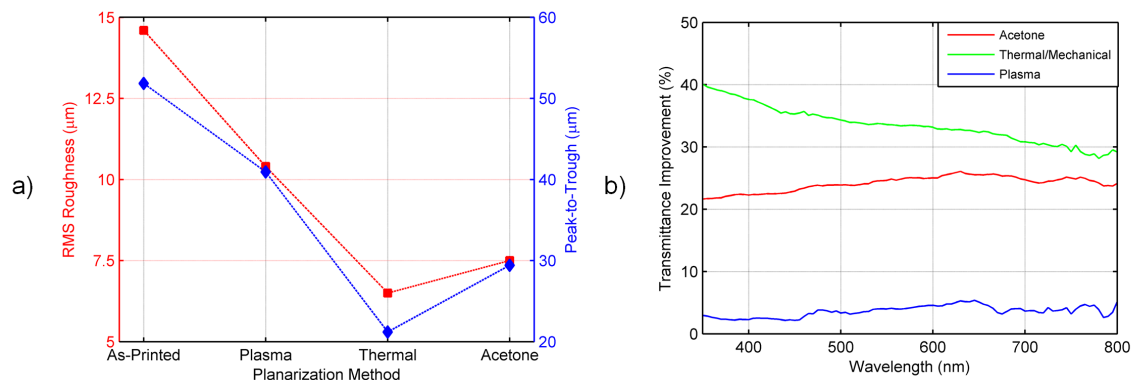 a)
RMS Roughness (μm)
15
12.5
10
7.5
5
60
50
40
30
20
Peak-to-Trough (μm)
As-Printed Plasma Thermal Acetone
Planarization Method
b)
Transmittance Improvement (%)
50
40
30
20
10
0
Acetone
Thermal/Mechanical
Plasma
400 500 600 700 800
Wavelength (nm)